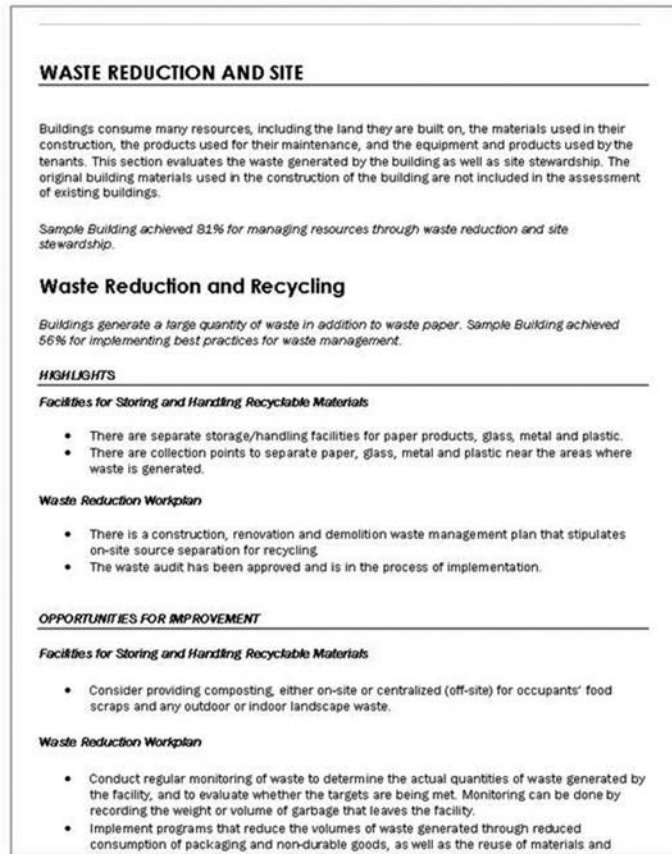 WASTE REDUCTION AND SITE
Buildings consume many resources, including the land they are built on, the materials used in their
construction, the products used for their maintenance, and the equipment and products used by the
tenants. This section evaluates the waste generated by the building as well as site stewardship. The
original building materials used in the construction of the building are not included in the assessment
of existing buildings.
Sample Building achieved 81% for managing resources through waste reduction and site
stewardship.
Waste Reduction and Recycling
Buildings generate a large quantity of waste in addition to waste paper. Sample Building achieved
56% for implementing best practices for waste management.
HIGHLIGHTS
Facilities for Storing and Handling Recyclable Materials
• There are separate storage/handling facilities for paper products, glass, metal and plastic.
• There are collection points to separate paper, glass, metal and plastic near the areas where
waste is generated.
Waste Reduction Workplan
• There is a construction, renovation and demolition waste management plan that stipulates
on-site source separation for recycling.
• The waste audit has been approved and is in the process of implementation.
OPPORTUNITIES FOR IMPROVEMENT
Facilities for Storing and Handling Recyclable Materials
• Consider providing composting, either on-site or centralized (off-site) for occupants' food
scraps and any outdoor or indoor landscape waste.
Waste Reduction Workplan
• Conduct regular monitoring of waste to determine the actual quantities of waste generated by
the facility, and to evaluate whether the targets are being met. Monitoring can be done by
recording the weight or volume of garbage that leaves the facility.
• Implement programs that reduce the volumes of waste generated through reduced
consumption of packaging and non-durable goods, as well as the reuse of materials and